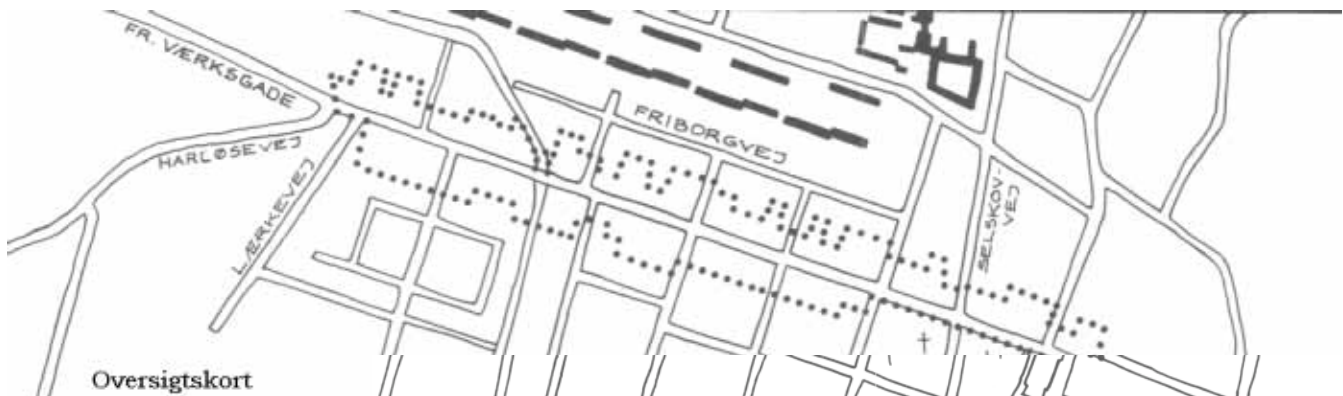 FR. VÆRKSGADE
HARLØSEVEJ
LÆRKEVEJ
FRIBORGVEJ
SELSKOV-
VEJ
Oversigtskort